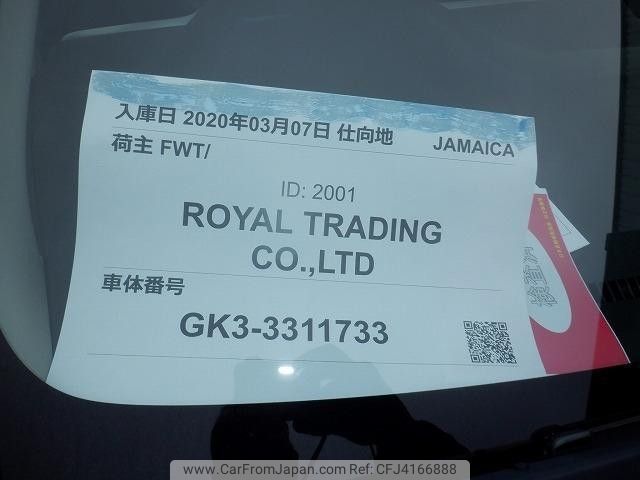 入庫日 2020年03月07日 仕向地 JAMAICA
荷主 FWT/
ID: 2001
ROYAL TRADING
CO.,LTD
車体番号
GK3-3311733
www.CarFromJapan.com
CFJ4166888